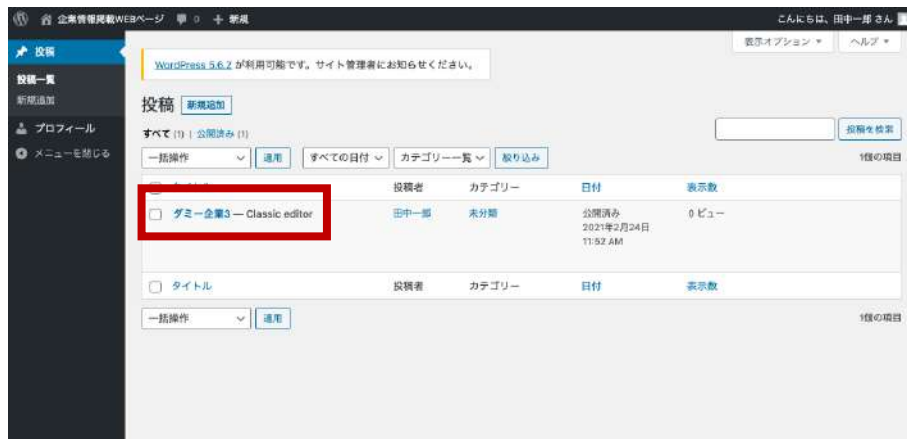 企業情報掲載WEBページ 0 + 新規 こんにちは、田中一郎 さん
投稿
投稿一覧
新規追加
プロフィール
メニューを閉じる
表示オプション ▼ ヘルプ ▼
WordPress 5.6.2 が利用可能です。サイト管理者にお知らせください。
投稿 新規追加
すべて (1) | 公開済み (1)
投稿を検索
一括操作 適用 すべての日付 カテゴリー一覧 絞り込み 1個の項目
投稿者 カテゴリー 日付 表示数
ダミー企業3 — Classic editor 田中一郎 未分類 公開済み 0 ビュー
2021年2月24日
11:52 AM
タイトル 投稿者 カテゴリー 日付 表示数
一括操作 適用 1個の項目